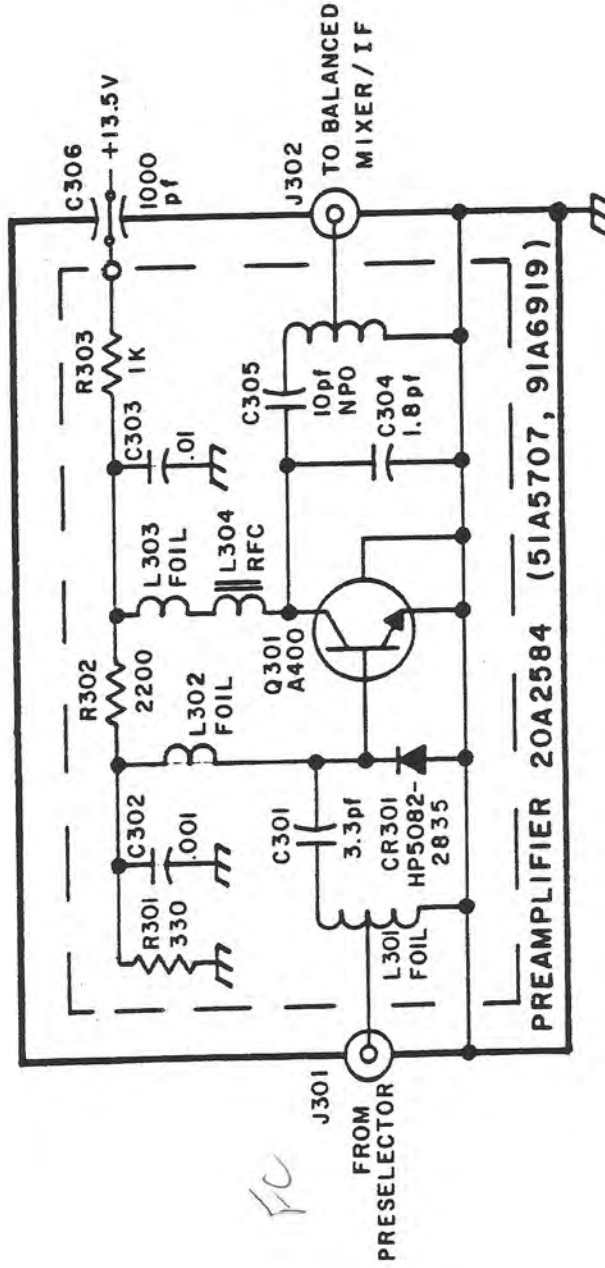 C306
+13.5V
1000
pf
R303
1K
C303
.01
L303
FOIL
L304
RFC
R302
2200
L302
FOIL
C302
.001
R301
330
Q301
A400
C305
10pf
NPO
C304
1.8pf
C301
3.3pf
CR301
HP5082-
2835
L301
FOIL
J301
FROM
PRESELECTOR
J302
TO BALANCED
MIXER/IF
PREAMPLIFIER 20A2584 (51A5707, 91A6919)